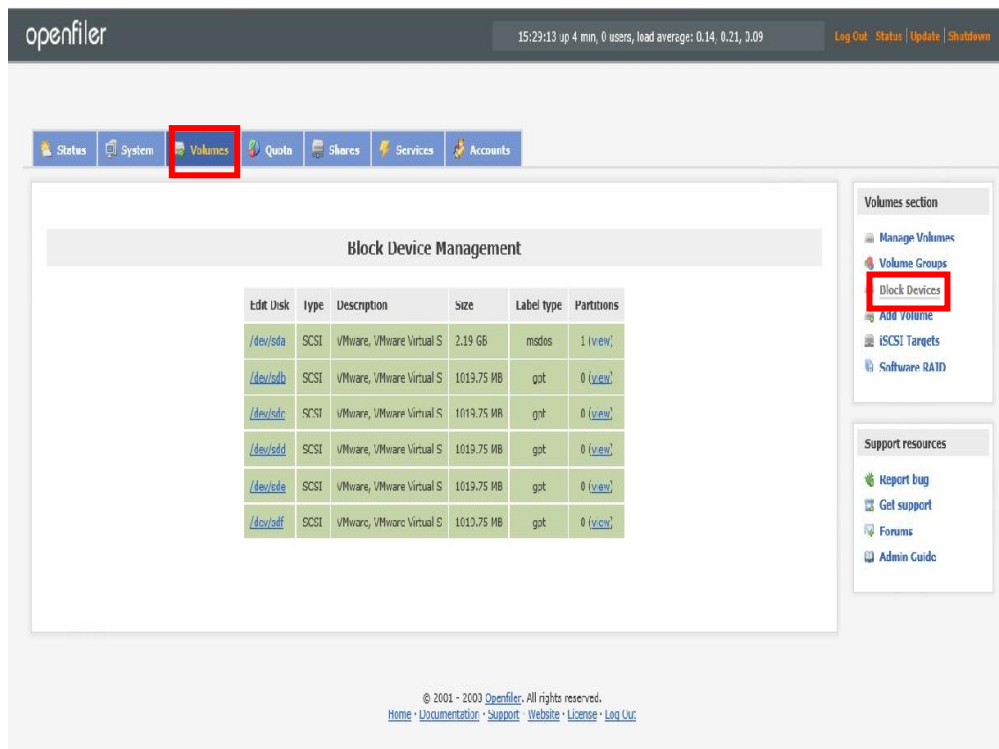 openfiler
15:29:13 up 4 min, 0 users, load average: 0.14, 0.21, 0.09
Log Out Status | Update | Shutdown
Status System Volumes Quota Shares Services Accounts
Block Device Management
Edit Disk Type Description Size Label type Partitions
/dev/sda SCSI VMware, VMware Virtual S 2.19 GB msdos 1 (view)
/dev/sdb SCSI VMware, VMware Virtual S 1019.75 MB gpt 0 (view)
/dev/sdc SCSI VMware, VMware Virtual S 1019.75 MB gpt 0 (view)
/dev/sdd SCSI VMware, VMware Virtual S 1019.75 MB gpt 0 (view)
/dev/sde SCSI VMware, VMware Virtual S 1019.75 MB gpt 0 (view)
/dev/sdf SCSI VMware, VMware Virtual S 1019.75 MB gpt 0 (view)
Volumes section
Manage Volumes
Volume Groups
Block Devices
Add Volume
iSCSI Targets
Software RAID
Support resources
Report bug
Get support
Forums
Admin Guide
© 2001 - 2008 Openfiler. All rights reserved.
Home · Documentation · Support · Website · License · Log Out